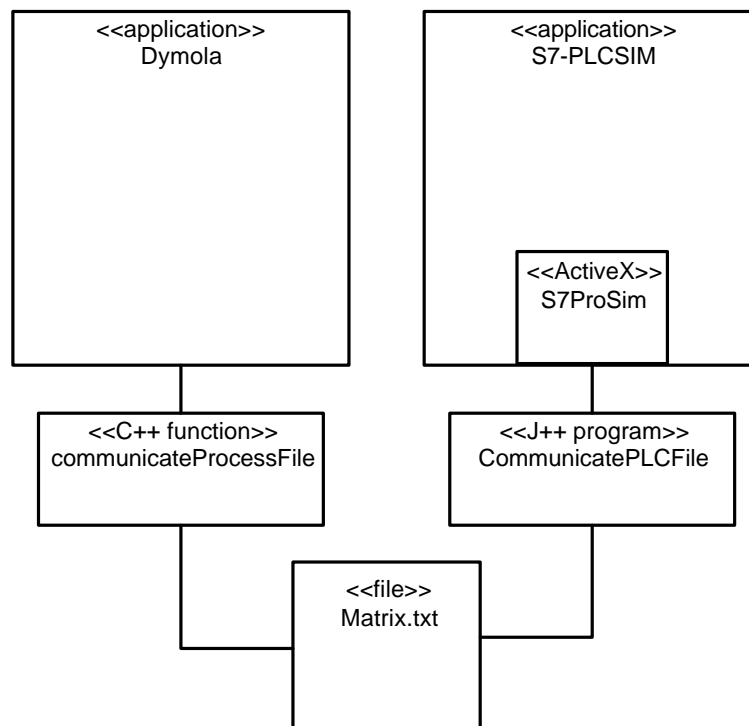 <<application>>
Dymola
<<application>>
S7-PLCSIM
<<ActiveX>>
S7ProSim
<<C++ function>>
communicateProcessFile
<<J++ program>>
CommunicatePLCFile
<<file>>
Matrix.txt